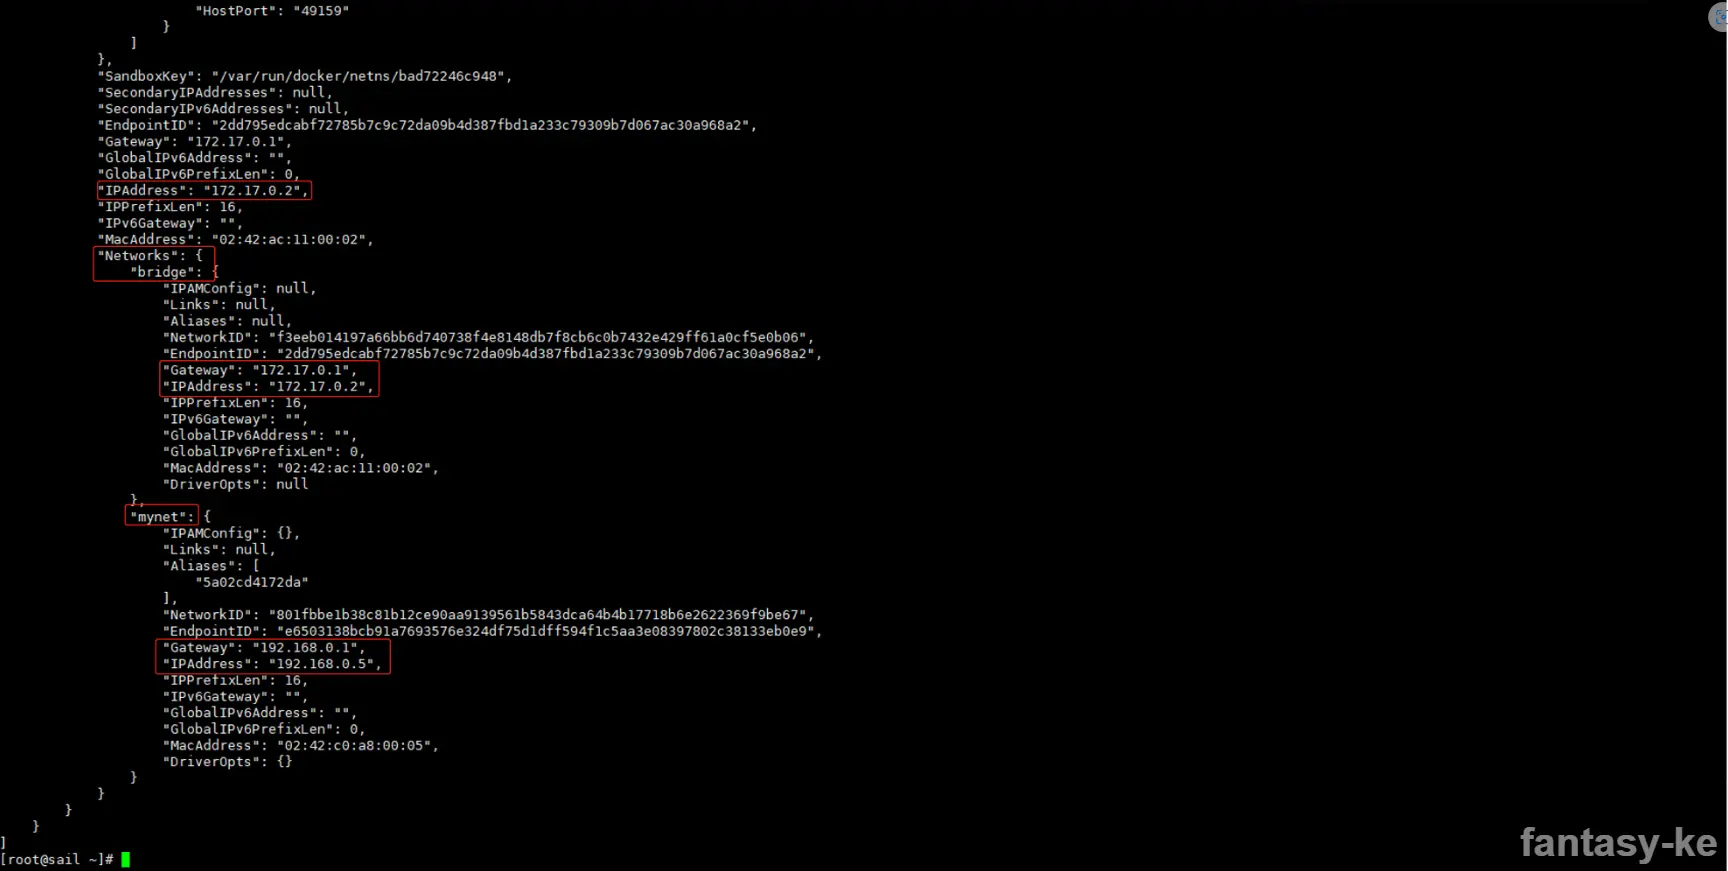 "HostPort": "49159"
                    }
                ]
            },
            "SandboxKey": "/var/run/docker/netns/bad72246c948",
            "SecondaryIPAddresses": null,
            "SecondaryIPv6Addresses": null,
            "EndpointID": "2dd795edcabf72785b7c9c72da09b4d387fbd1a233c79309b7d067ac30a968a2",
            "Gateway": "172.17.0.1",
            "GlobalIPv6Address": "",
            "GlobalIPv6PrefixLen": 0,
            "IPAddress": "172.17.0.2",
            "IPPrefixLen": 16,
            "IPv6Gateway": "",
            "MacAddress": "02:42:ac:11:00:02",
            "Networks": {
                "bridge": {
                    "IPAMConfig": null,
                    "Links": null,
                    "Aliases": null,
                    "NetworkID": "f3eeb014197a66bb6d740738f4e8148db7f8cb6c0b7432e429ff61a0cf5e0b06",
                    "EndpointID": "2dd795edcabf72785b7c9c72da09b4d387fbd1a233c79309b7d067ac30a968a2",
                    "Gateway": "172.17.0.1",
                    "IPAddress": "172.17.0.2",
                    "IPPrefixLen": 16,
                    "IPv6Gateway": "",
                    "GlobalIPv6Address": "",
                    "GlobalIPv6PrefixLen": 0,
                    "MacAddress": "02:42:ac:11:00:02",
                    "DriverOpts": null
                },
                "mynet": {
                    "IPAMConfig": {},
                    "Links": null,
                    "Aliases": [
                        "5a02cd4172da"
                    ],
                    "NetworkID": "801fbbe1b38c81b12ce90aa9139561b5843dca64b4b17718b6e2622369f9be67",
                    "EndpointID": "e6503138bcb91a7693576e324df75d1dff594f1c5aa3e08397802c38133eb0e9",
                    "Gateway": "192.168.0.1",
                    "IPAddress": "192.168.0.5",
                    "IPPrefixLen": 16,
                    "IPv6Gateway": "",
                    "GlobalIPv6Address": "",
                    "GlobalIPv6PrefixLen": 0,
                    "MacAddress": "02:42:c0:a8:00:05",
                    "DriverOpts": {}
                }
            }
        }
    }
]
[root@sail ~]#
fantasy-ke